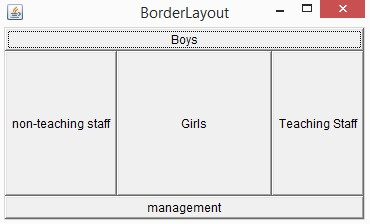 BorderLayout
Boys
non-teaching staff
Girls
Teaching Staff
management